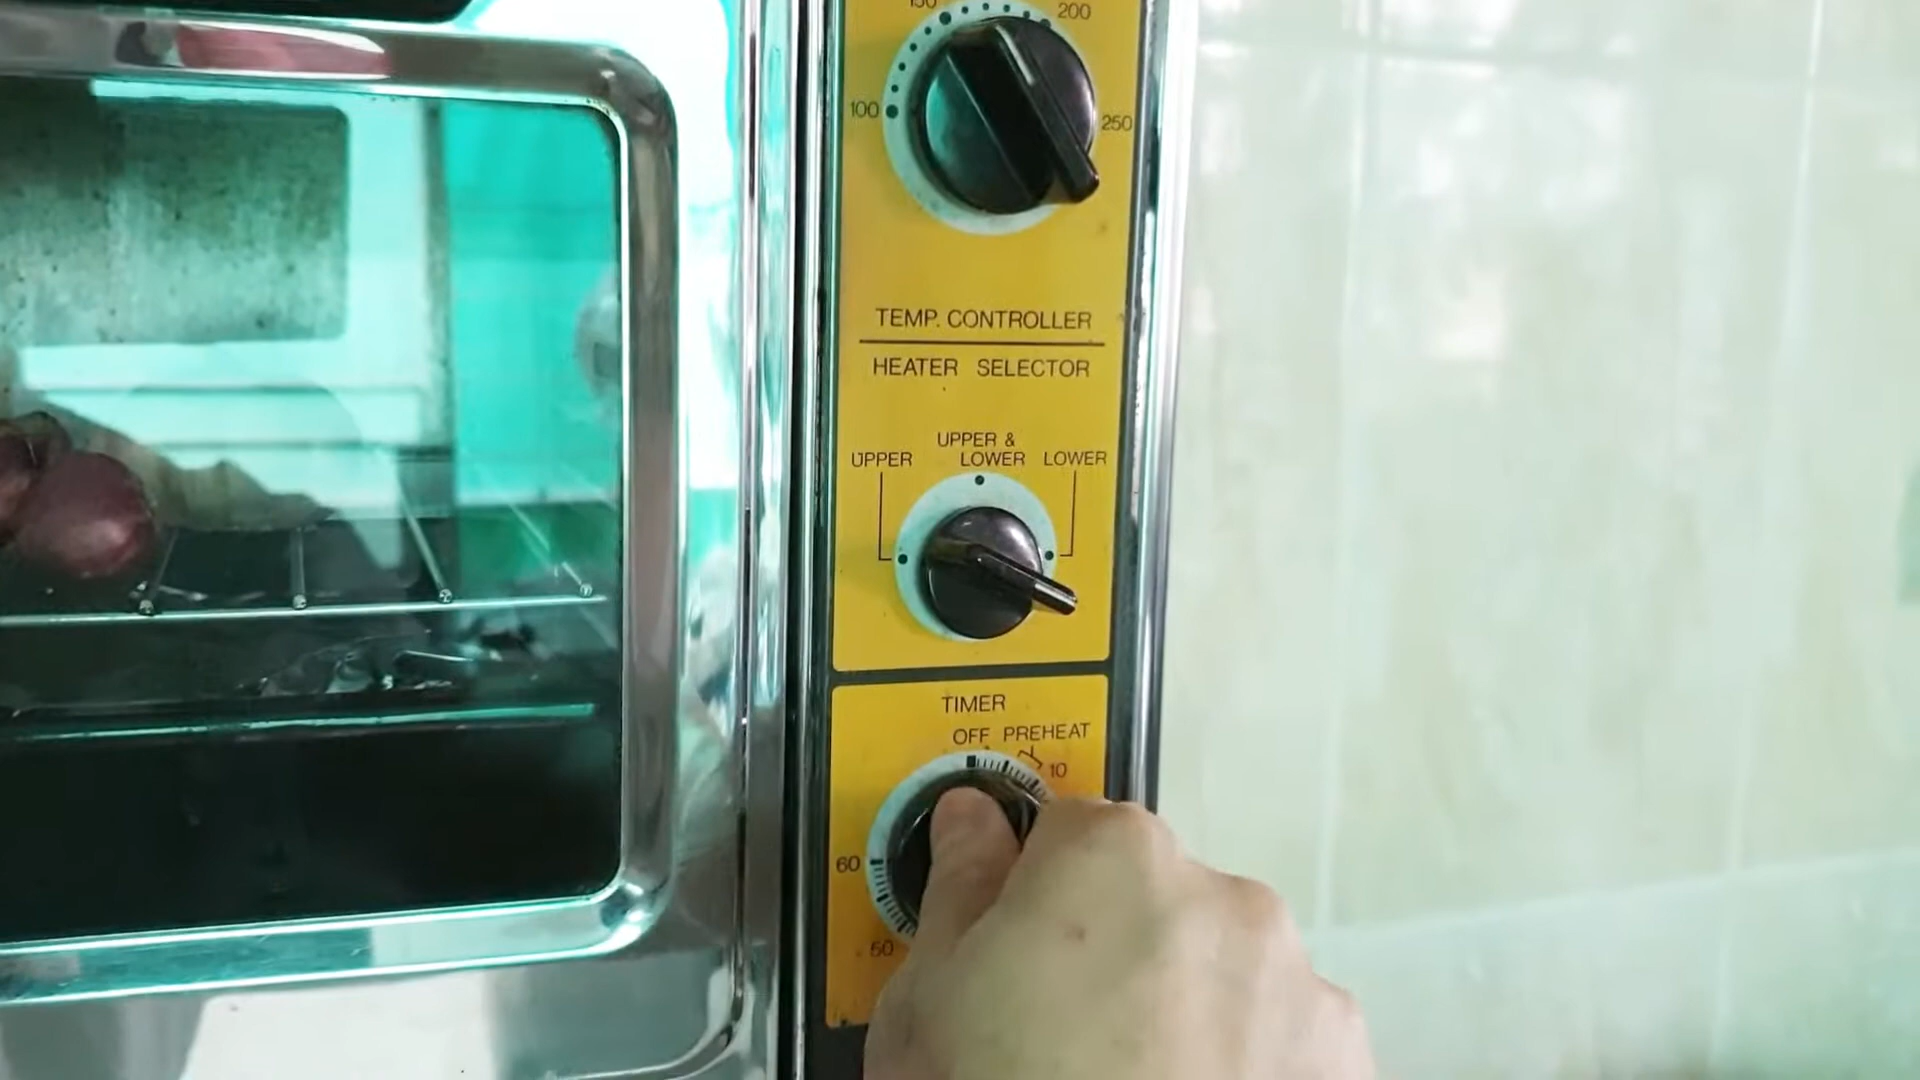 150
200
100
250
TEMP. CONTROLLER
HEATER SELECTOR
UPPER &
UPPER LOWER LOWER
TIMER
OFF PREHEAT
10
60
50